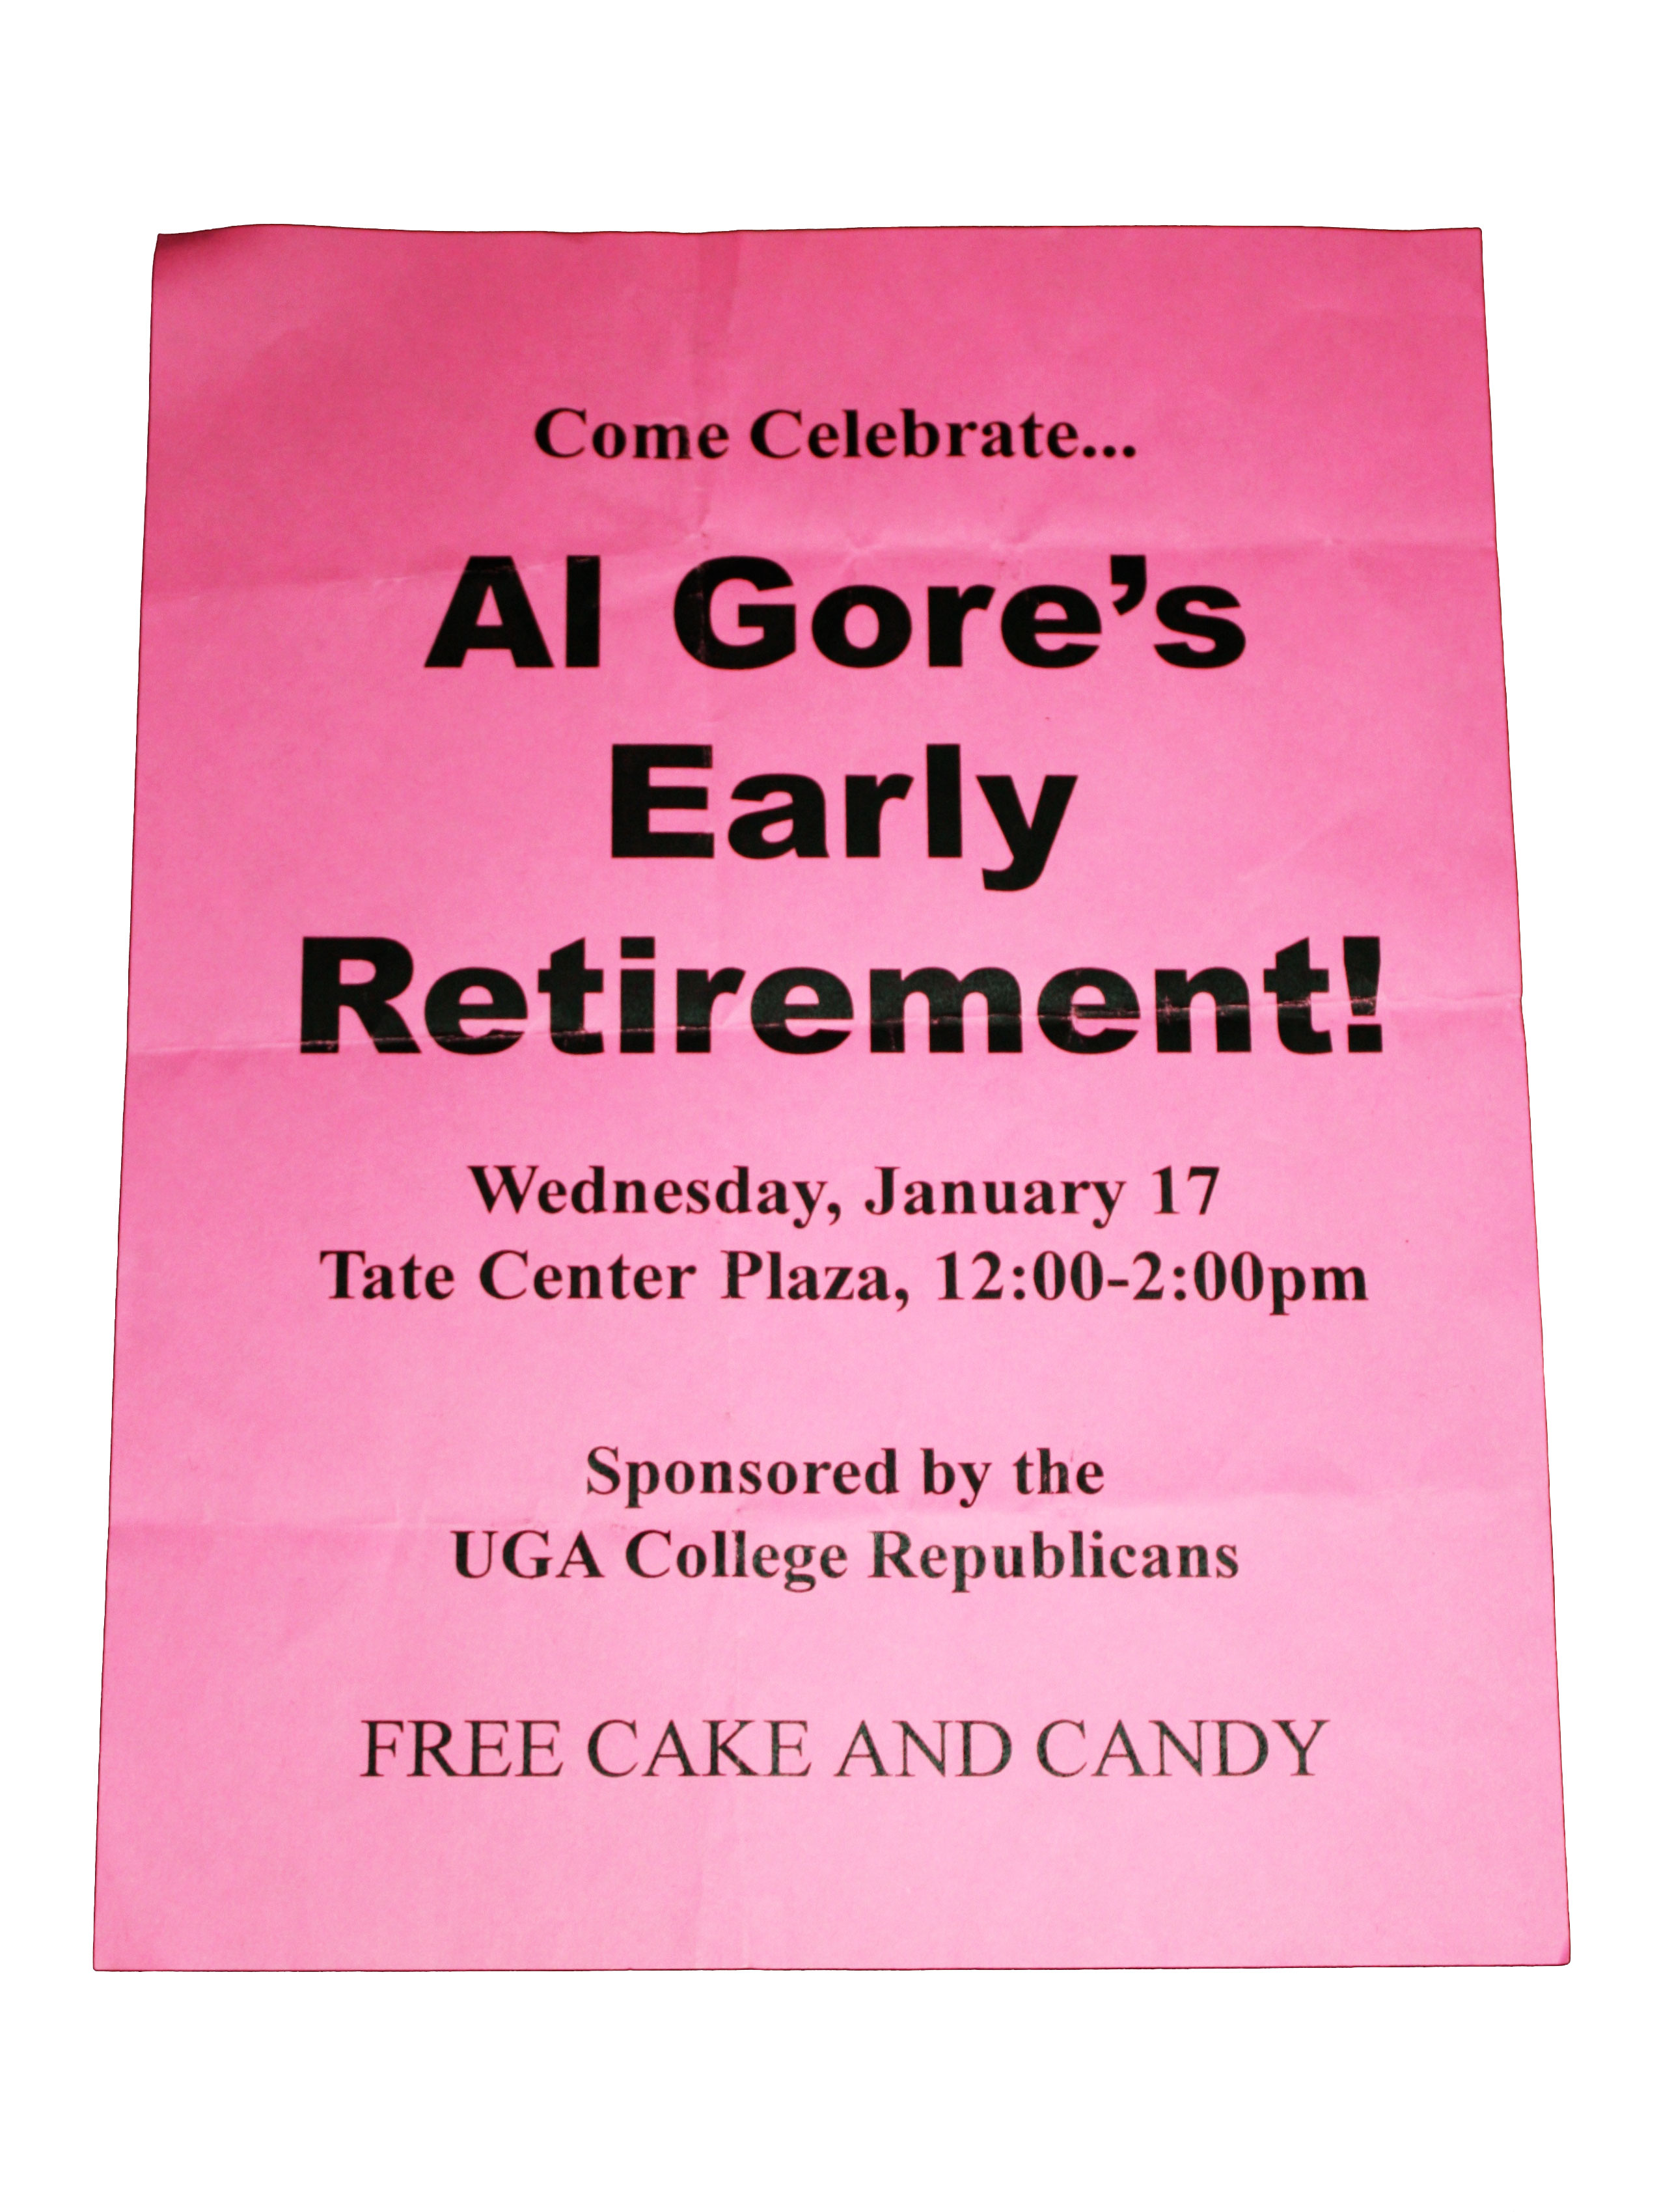 Come Celebrate...
Al Gore’s
Early
Retirement!
Wednesday, January 17
Tate Center Plaza, 12:00-2:00pm
Sponsored by the
UGA College Republicans
FREE CAKE AND CANDY